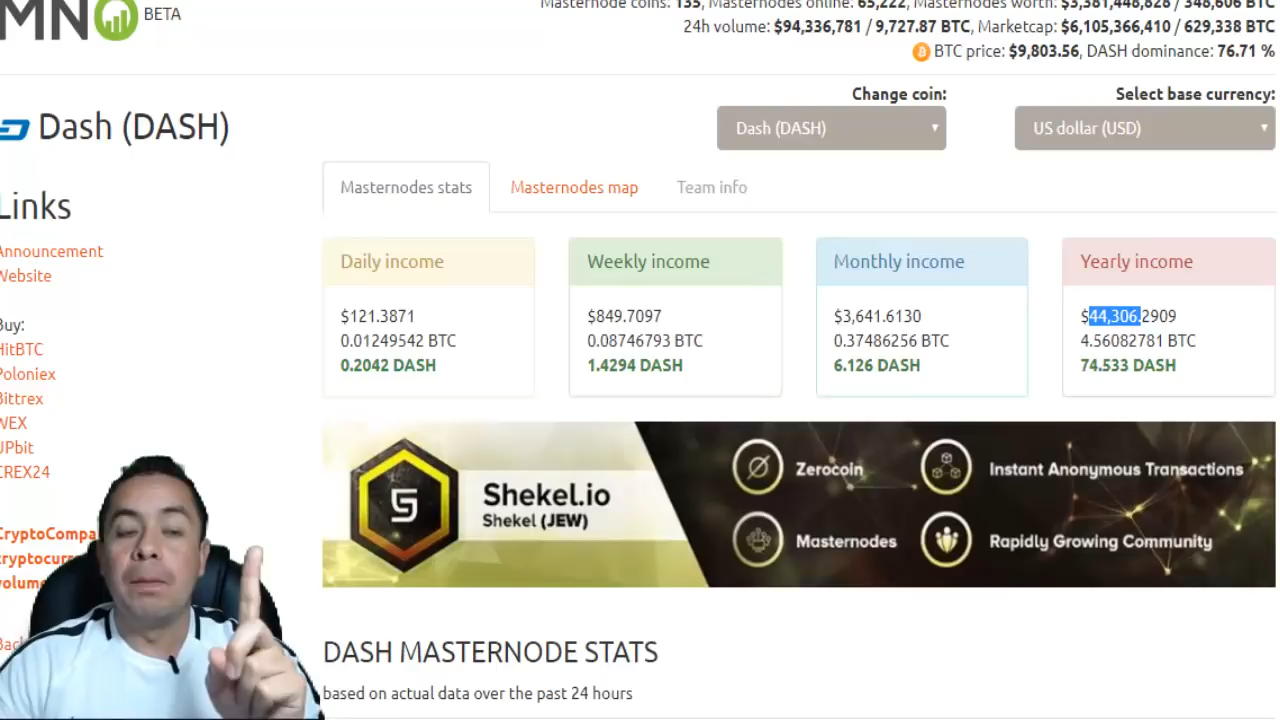 MN BETA
Masternode coins: 135, Masternodes online: 65,222, Masternodes worth: $3,381,448,828 / 348,606 BTC
24h volume: $94,336,781 / 9,727.87 BTC, Marketcap: $6,105,366,410 / 629,338 BTC
BTC price: $9,803.56, DASH dominance: 76.71 %
Change coin:
Select base currency:
Dash (DASH)
Dash (DASH)
US dollar (USD)
Links
Masternodes stats
Masternodes map
Team info
Announcement
Website
Buy:
HitBTC
Poloniex
Bittrex
WEX
UPbit
CREX24
Daily income
$121.3871
0.01249542 BTC
0.2042 DASH
Weekly income
$849.7097
0.08746793 BTC
1.4294 DASH
Monthly income
$3,641.6130
0.37486256 BTC
6.126 DASH
Yearly income
$44,306.2909
4.56082781 BTC
74.533 DASH
CryptoCompa
cryptocur
volum
Bac
Shekel.io
Shekel (JEW)
Zerocoin
Instant Anonymous Transactions
Masternodes
Rapidly Growing Community
DASH MASTERNODE STATS
based on actual data over the past 24 hours